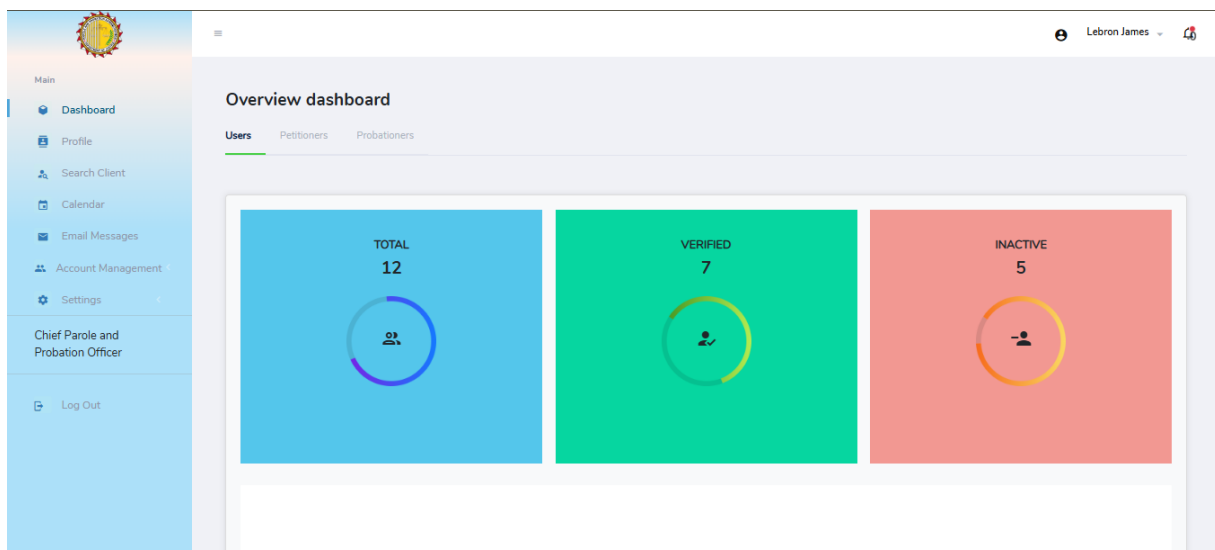 Lebron James
Main
Dashboard
Profile
Search Client
Calendar
Email Messages
Account Management
Settings
Chief Parole and
Probation Officer
Log Out
Overview dashboard
Users Petitioners Probationers
TOTAL
12
VERIFIED
7
INACTIVE
5